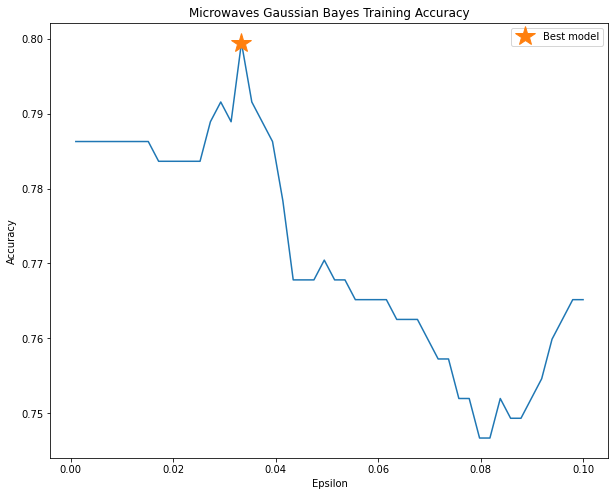 Microwaves Gaussian Bayes Training Accuracy
Best model
0.80
0.79
0.78
0.77
0.76
0.75
Accuracy
0.00 0.02 0.04 0.06 0.08 0.10
Epsilon